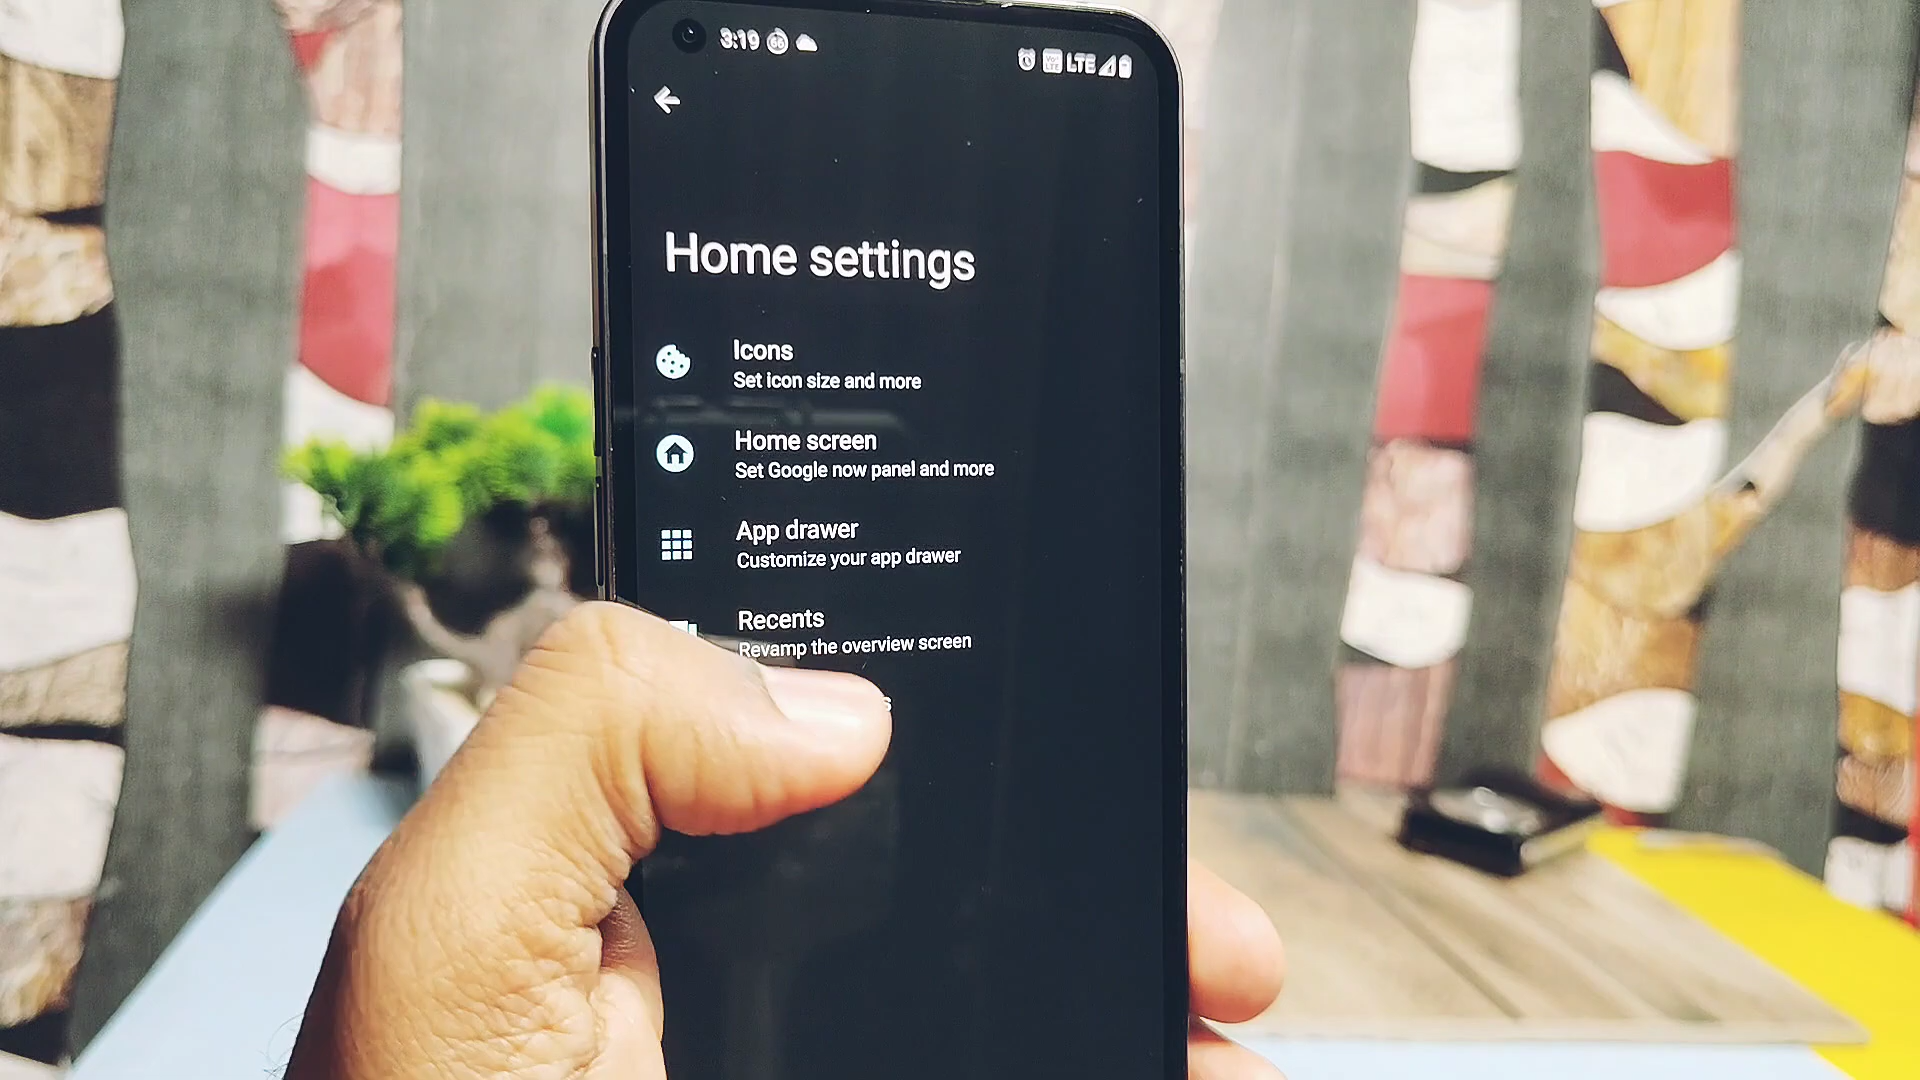 3:19 66 LTE
Home settings
Icons
Set icon size and more
Home screen
Set Google now panel and more
App drawer
Customize your app drawer
Recents
Revamp the overview screen